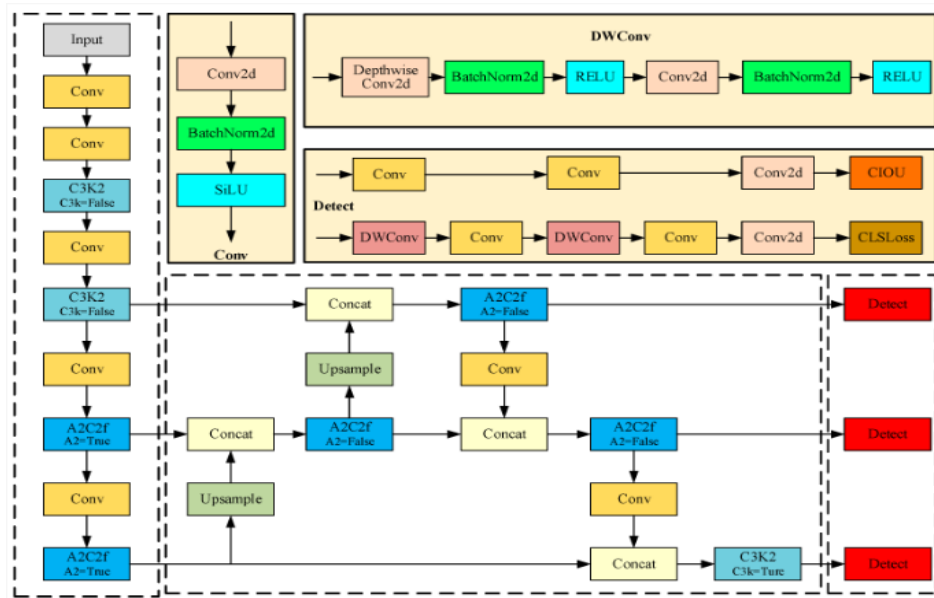 Input
Conv
Conv
C3K2
C3k=False
Conv
C3K2
C3k=False
Conv
A2C2f
A2=True
Conv
A2C2f
A2=True
Conv2d
BatchNorm2d
SiLU
Conv
DWConv
Depthwise
Conv2d
BatchNorm2d
RELU
Conv2d
BatchNorm2d
RELU
Conv
Conv
Conv2d
CIOU
Detect
DWConv
Conv
DWConv
Conv
Conv2d
CLSLoss
Concat
A2C2f
A2=False
Detect
Upsample
Conv
Concat
A2C2f
A2=False
Concat
A2C2f
A2=False
Detect
Upsample
Conv
Concat
C3K2
C3k=Ture
Detect